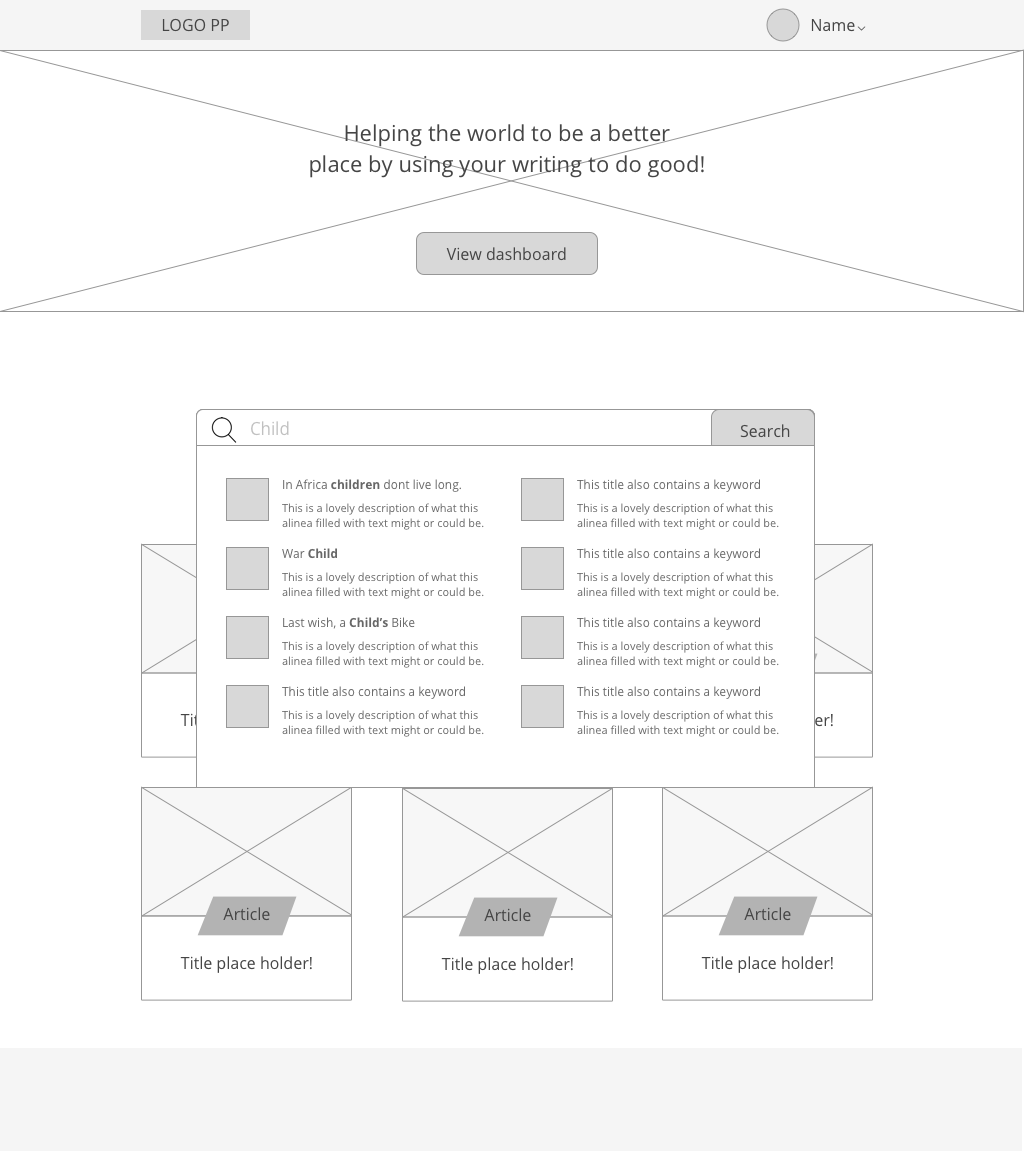 LOGO PP
Name
Helping the world to be a better
place by using your writing to do good!
View dashboard
Child
Search
In Africa children dont live long.
This is a lovely description of what this
alinea filled with text might or could be.
War Child
This is a lovely description of what this
alinea filled with text might or could be.
Last wish, a Child’s Bike
This is a lovely description of what this
alinea filled with text might or could be.
This title also contains a keyword
This is a lovely description of what this
alinea filled with text might or could be.
This title also contains a keyword
This is a lovely description of what this
alinea filled with text might or could be.
This title also contains a keyword
This is a lovely description of what this
alinea filled with text might or could be.
This title also contains a keyword
This is a lovely description of what this
alinea filled with text might or could be.
This title also contains a keyword
This is a lovely description of what this
alinea filled with text might or could be.
Article
Title place holder!
Article
Title place holder!
Article
Title place holder!